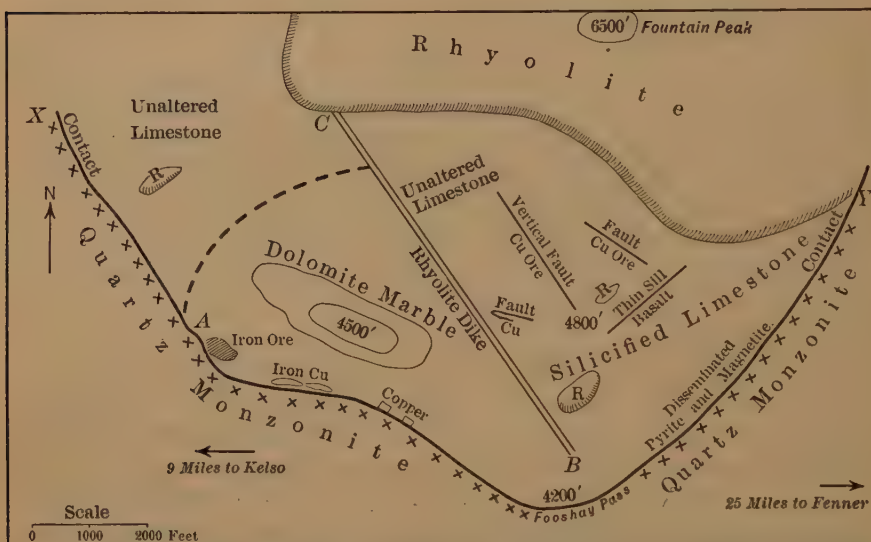 6500' Fountain Peak
Rhyolite
X
Unaltered
Limestone
Contact
C
Y
R
N
Unaltered
Limestone
Vertical Fault
Cu Ore
Fault
Cu Ore
R
Thin Sill
Basalt
Contact
Quartz Monzonite
Dolomite Marble
4500'
Rhyolite Dike
Fault
Cu
4800'
Silicified Limestone
A
Iron Ore
Iron Cu
Copper
R
Disseminated
Pyrite and Magnetite.
Quartz Monzonite
B
9 Miles to Kelso
4200'
Fooshay Pass
25 Miles to Fenner
Scale
0 1000 2000 Feet